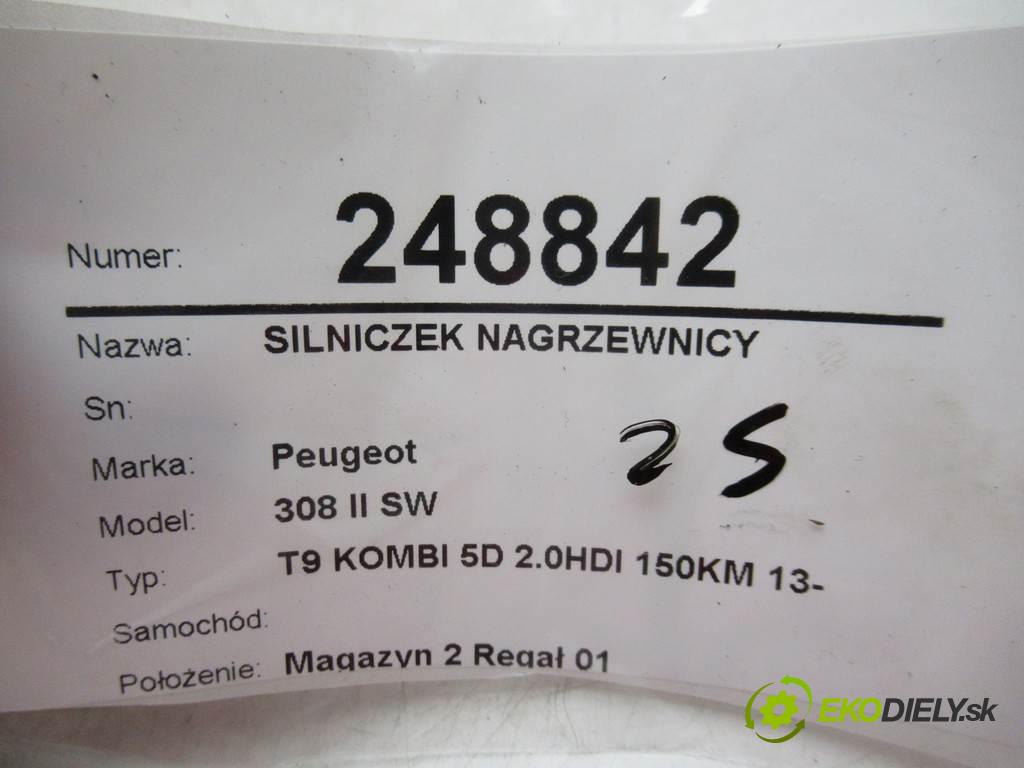 Numer: 248842
Nazwa: SILNICZEK NAGRZEWNICY
Sn:
Marka: Peugeot
25
Model: 308 II SW
Typ: T9 KOMBI 5D 2.0HDI 150KM 13-
Samochód:
Położenie: Magazyn 2 Regał 01
EKODIELY.sk